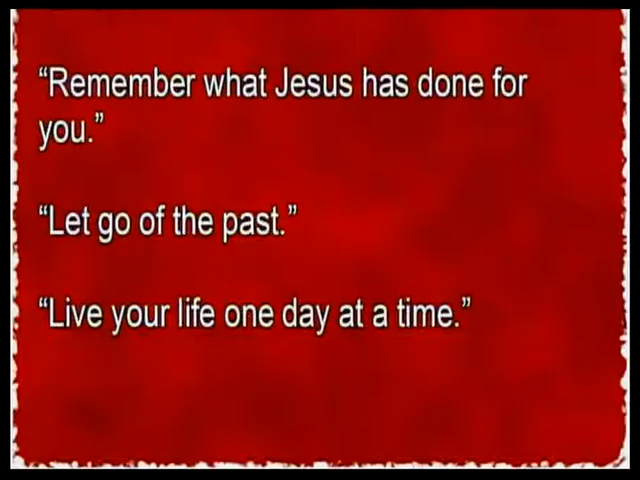 “Remember what Jesus has done for
you.”
“Let go of the past.”
“Live your life one day at a time.”